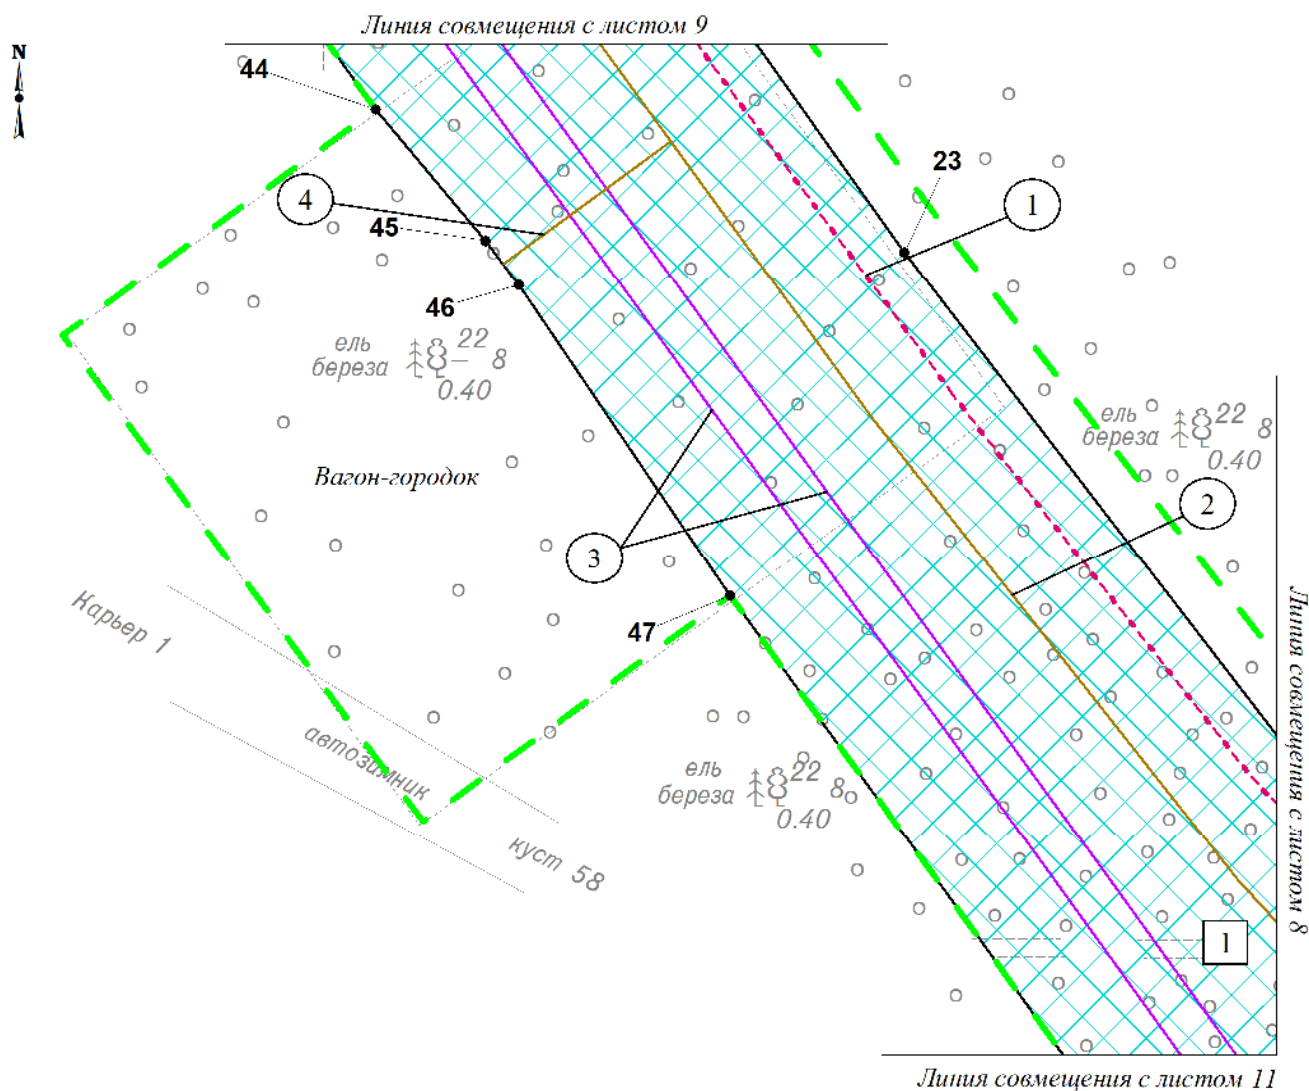 Линия совмещения с листом 9
N
44
23
4
1
45
46
ель
береза
22
8
0.40
ель
береза
22
8
0.40
Вагон-городок
2
3
Карьер 1
47
Линия совмещения с листом 8
автозимник
ель
береза
22
8
0.40
куст 58
1
Линия совмещения с листом 11